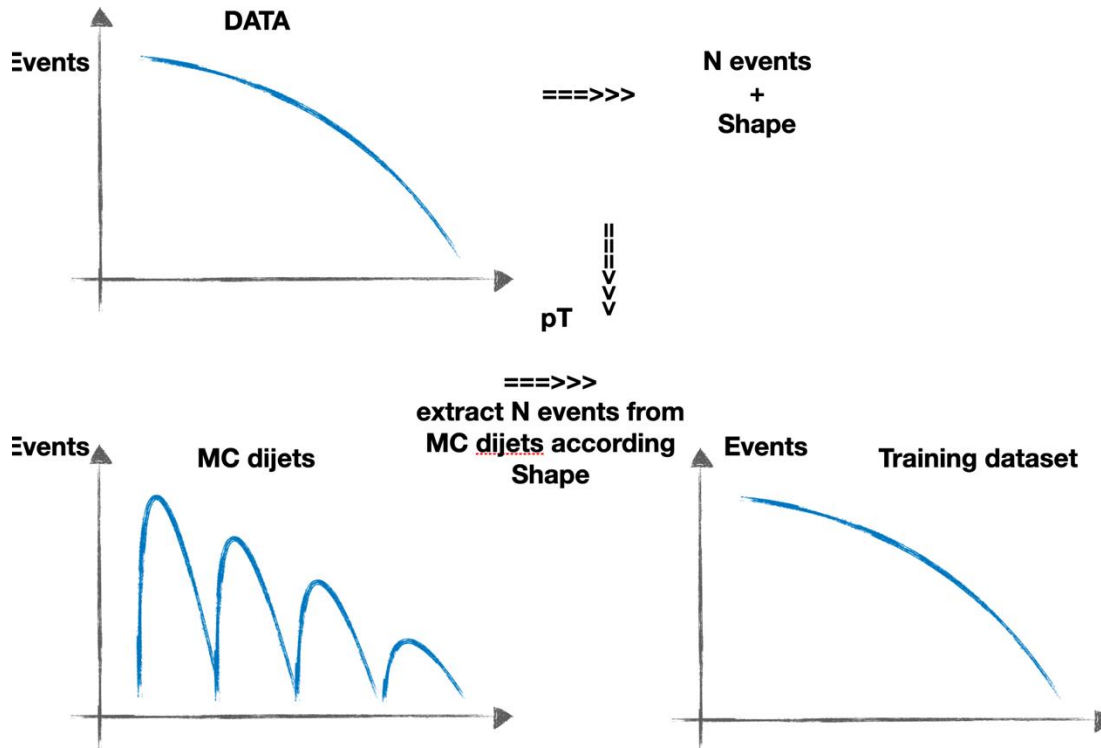 DATA
Events
===>>>
N events
+
Shape
===>>>
pT
===>>>
extract N events from
MC dijets according
Shape
Events
MC dijets
Events
Training dataset